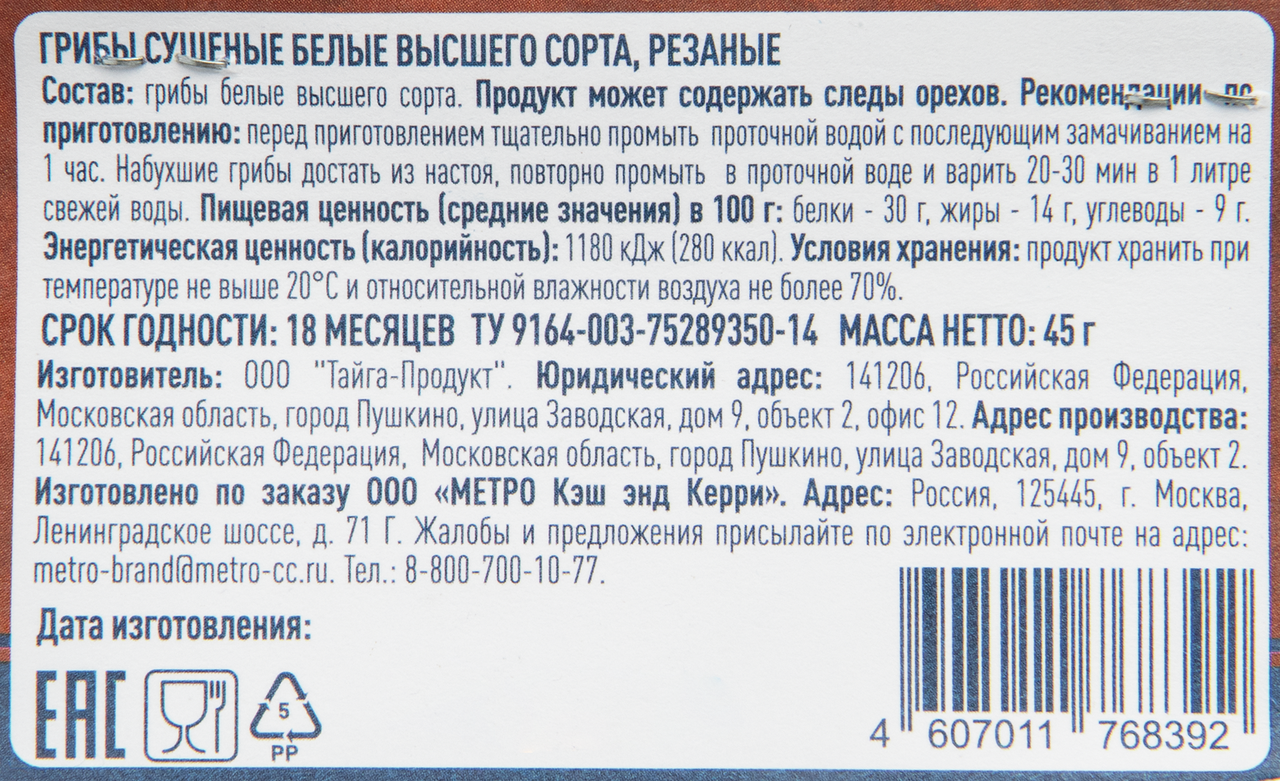 ГРИБЫ СУШЕНЫЕ БЕЛЫЕ ВЫСШЕГО СОРТА, РЕЗАНЫЕ
Состав: грибы белые высшего сорта. Продукт может содержать следы орехов. Рекомендации по
приготовлению: перед приготовлением тщательно промыть проточной водой с последующим замачиванием на
1 час. Набухшие грибы достать из настоя, повторно промыть в проточной воде и варить 20-30 мин в 1 литре
свежей воды. Пищевая ценность (средние значения) в 100 г: белки - 30 г, жиры - 14 г, углеводы - 9 г.
Энергетическая ценность (калорийность): 1180 кДж (280 ккал). Условия хранения: продукт хранить при
температуре не выше 20°С и относительной влажности воздуха не более 70%.
СРОК ГОДНОСТИ: 18 МЕСЯЦЕВ ТУ 9164-003-75289350-14 МАССА НЕТТО: 45 г
Изготовитель: ООО "Тайга-Продукт". Юридический адрес: 141206, Российская Федерация,
Московская область, город Пушкино, улица Заводская, дом 9, объект 2, офис 12. Адрес производства:
141206, Российская Федерация, Московская область, город Пушкино, улица Заводская, дом 9, объект 2.
Изготовлено по заказу ООО «МЕТРО Кэш энд Керри». Адрес: Россия, 125445, г. Москва,
Ленинградское шоссе, д. 71 Г. Жалобы и предложения присылайте по электронной почте на адрес:
metro-brand@metro-cc.ru. Тел.: 8-800-700-10-77.
Дата изготовления:
ЕАС
5
PP
4 607011 768392